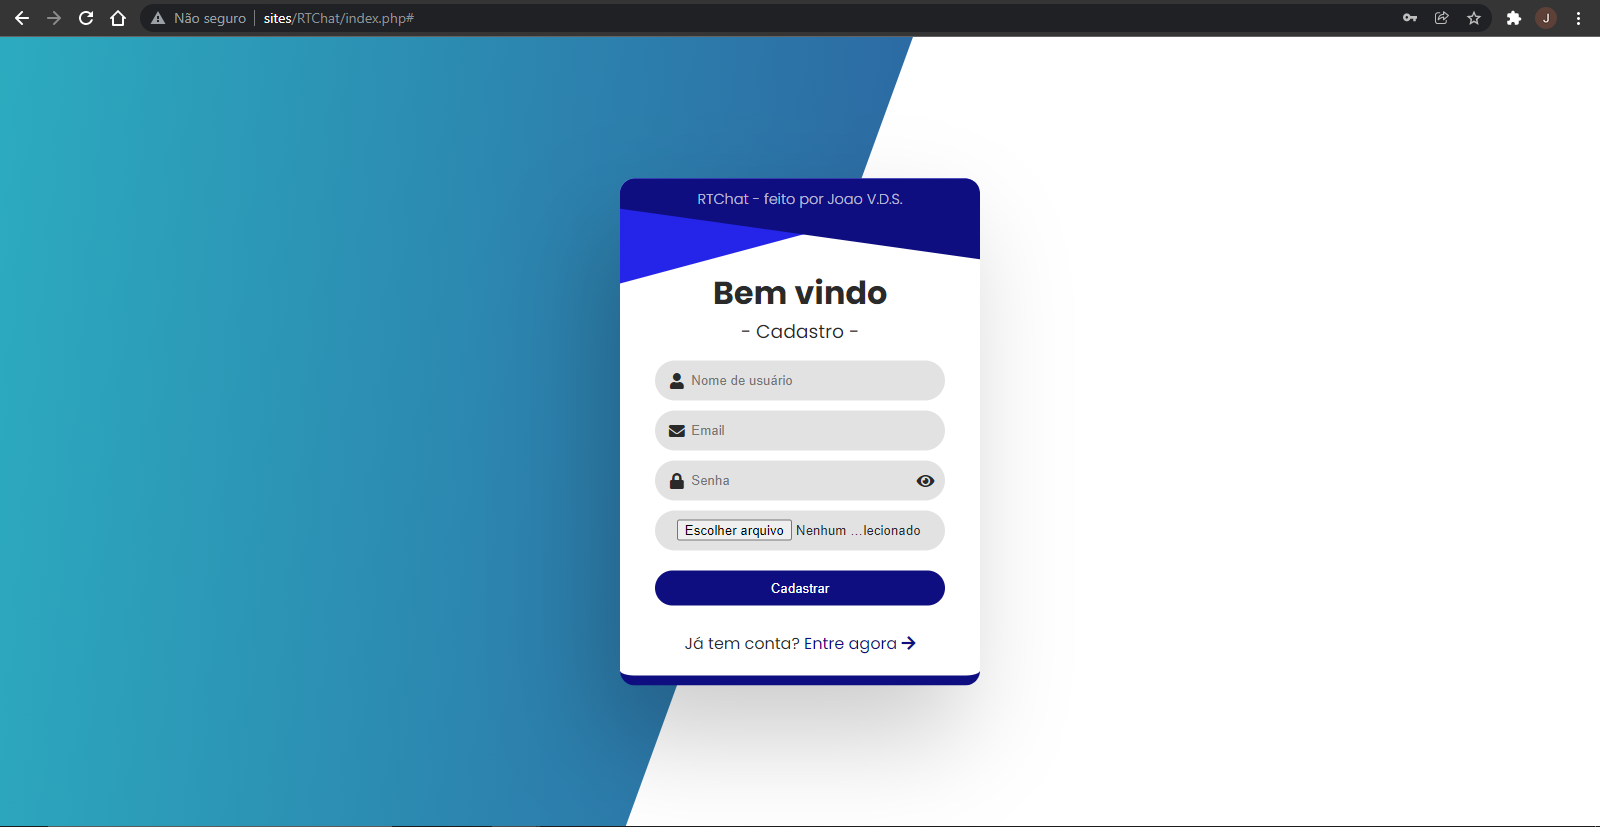 Não seguro | sites/RTChat/index.php#
J
RTChat - feito por Joao V.D.S.
Bem vindo
- Cadastro -
Nome de usuário
Email
Senha
Escolher arquivo Nenhum ...lecionado
Cadastrar
Já tem conta? Entre agora →